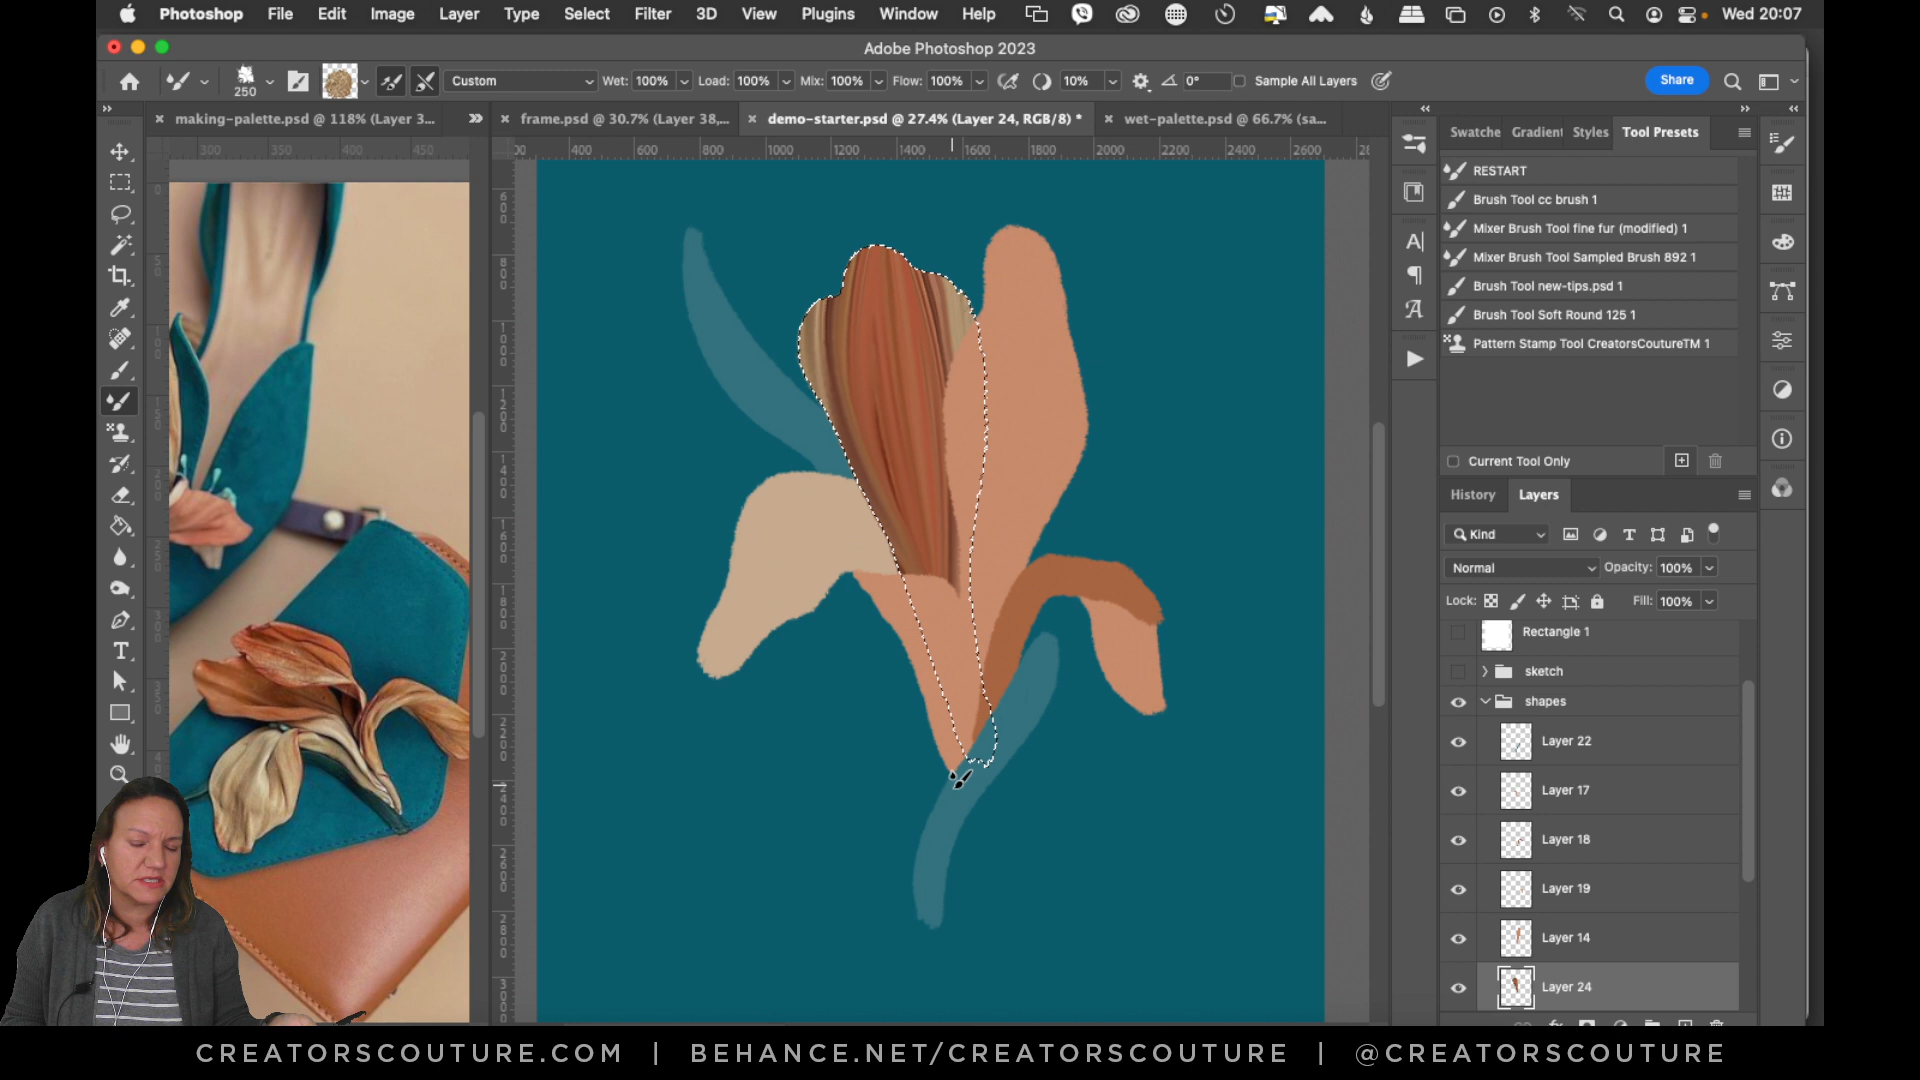 Photoshop File Edit Image Layer Type Select Filter 3D View Plugins Window Help Wed 20:07
Adobe Photoshop 2023
250 Custom Wet: 100% Load: 100% Mix: 100% Flow: 100% 10% 0° Sample All Layers Share
making-palette.psd @ 118% (Layer 3... frame.psd @ 30.7% (Layer 38,... demo-starter.psd @ 27.4% (Layer 24, RGB/8) * wet-palette.psd @ 66.7% (sa...
300 350 400 450 400 600 800 1000 1200 1400 1600 1800 2000 2200 2400 2600
Swatche Gradient Styles Tool Presets
RESTART
Brush Tool cc brush 1
Mixer Brush Tool fine fur (modified) 1
Mixer Brush Tool Sampled Brush 892 1
Brush Tool new-tips.psd 1
Brush Tool Soft Round 125 1
Pattern Stamp Tool CreatorsCoutureTM 1
Current Tool Only
History Layers
Kind
Normal Opacity: 100%
Lock: Fill: 100%
Rectangle 1
sketch
shapes
Layer 22
Layer 17
Layer 18
Layer 19
Layer 14
Layer 24
CREATORSCOUTURE.COM | BEHANCE.NET/CREATORSCOUTURE | @CREATORSCOUTURE